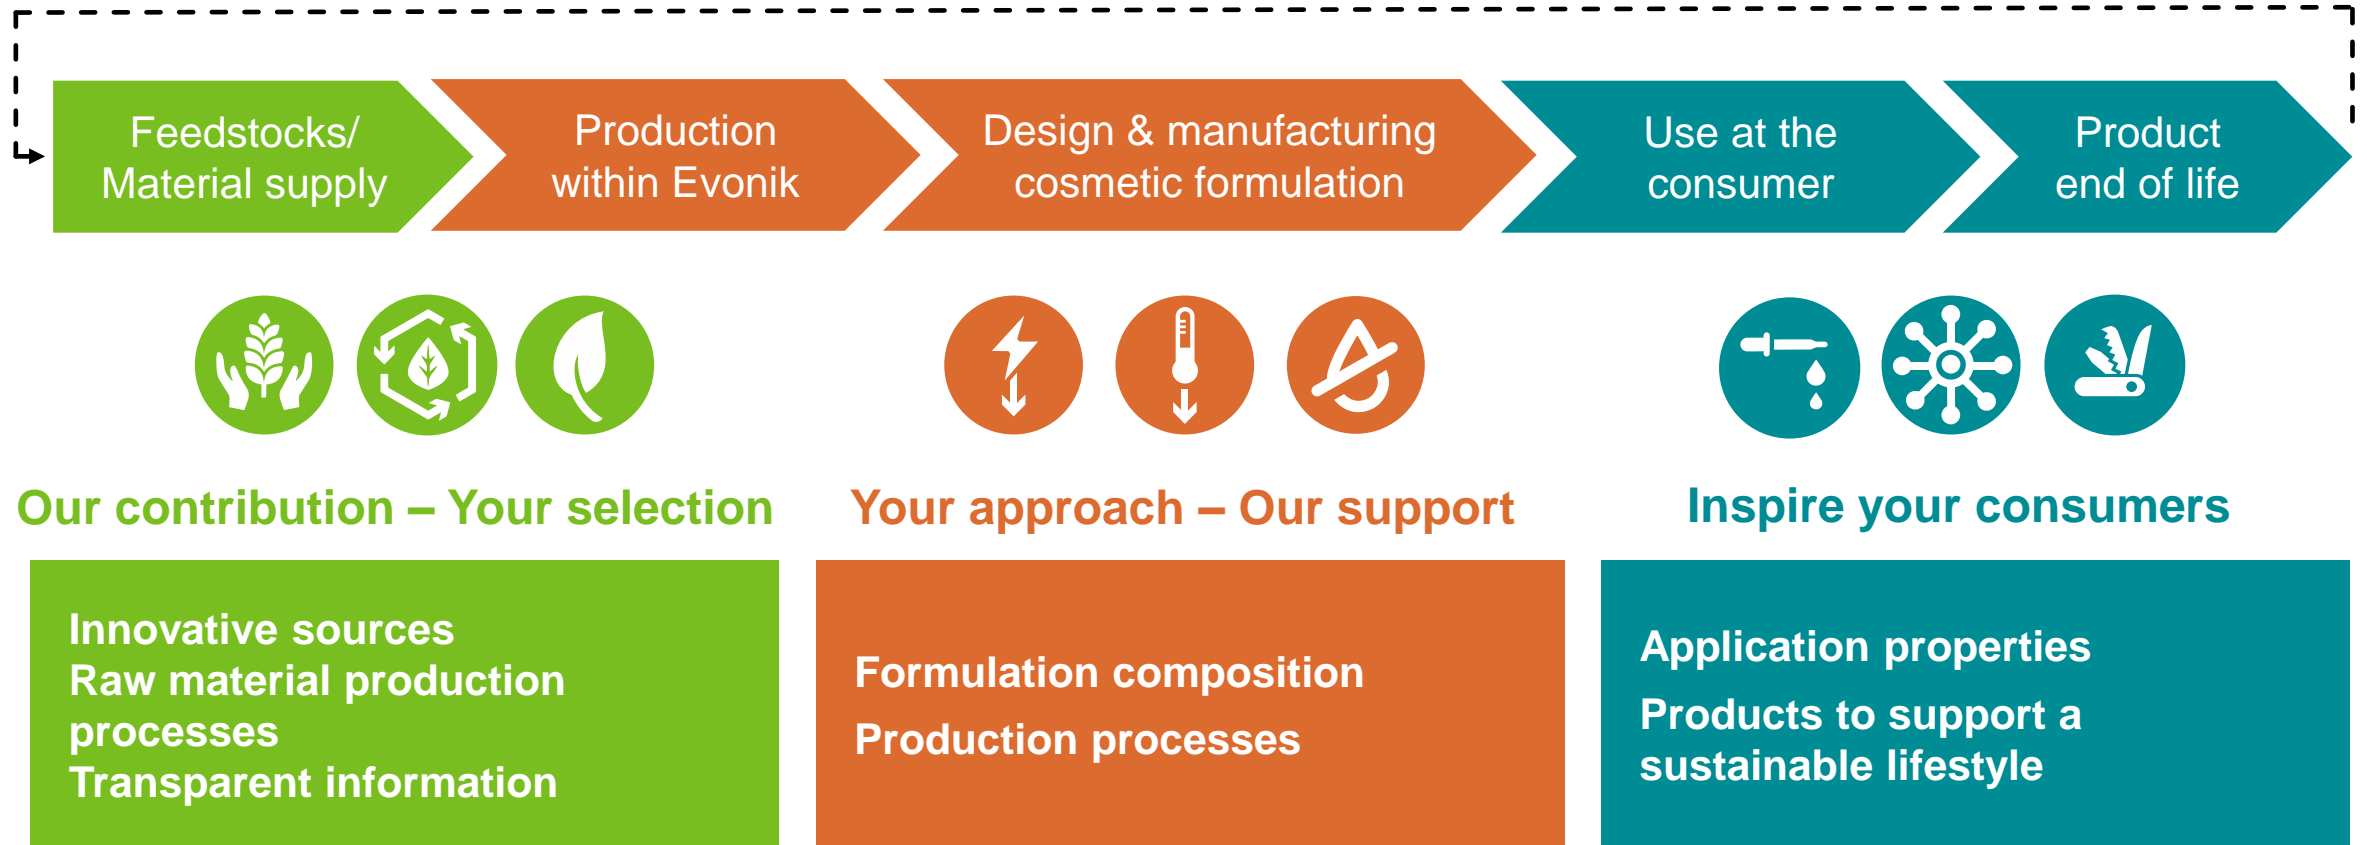 Feedstocks/
Material supply
Production
within Evonik
Design & manufacturing
cosmetic formulation
Use at the
consumer
Product
end of life
Our contribution – Your selection
Your approach – Our support
Inspire your consumers
Innovative sources
Raw material production
processes
Transparent information
Formulation composition
Production processes
Application properties
Products to support a
sustainable lifestyle